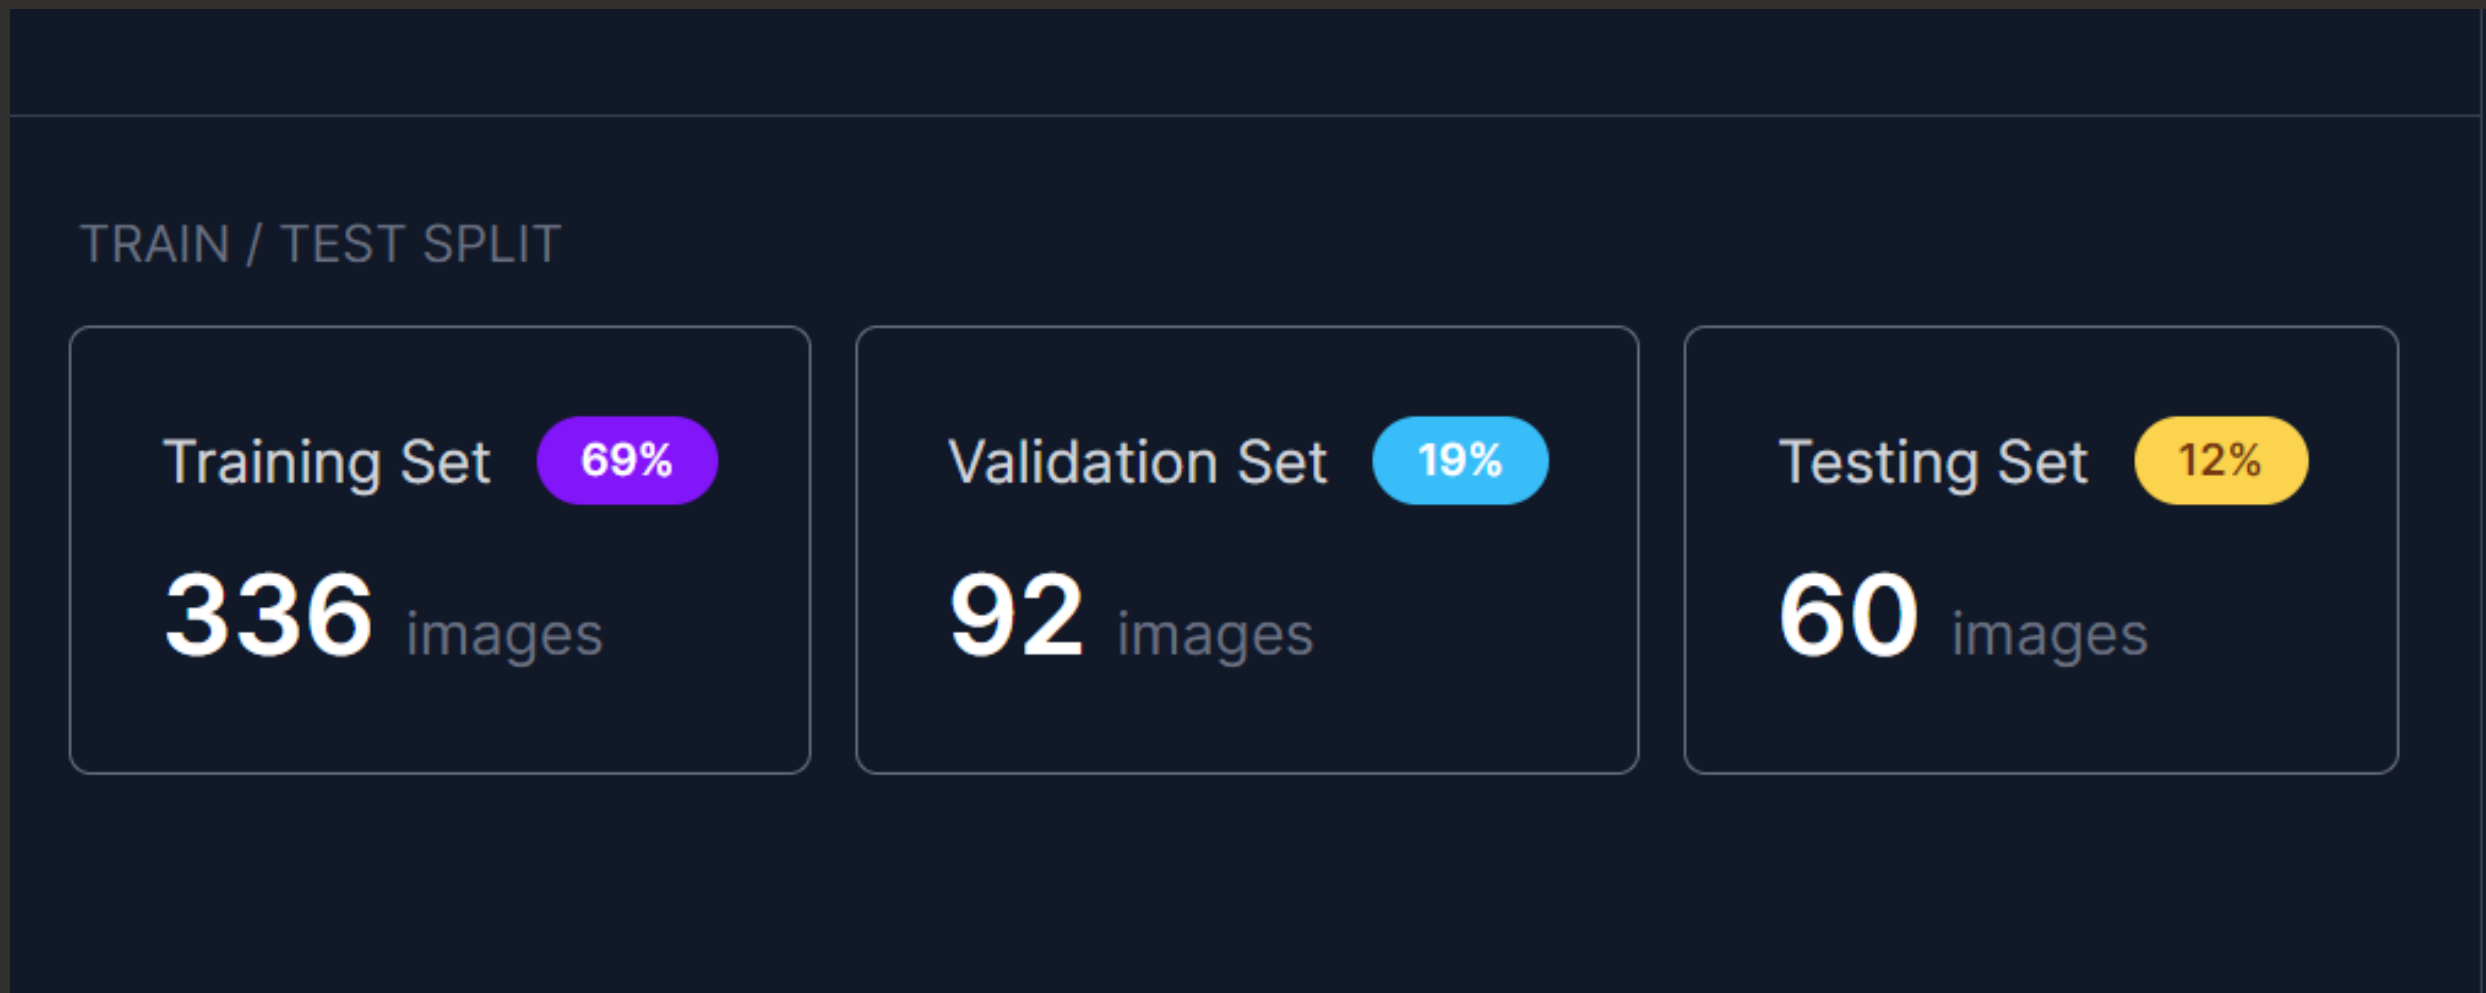 TRAIN / TEST SPLIT
Training Set 69%
336 images
Validation Set 19%
92 images
Testing Set 12%
60 images